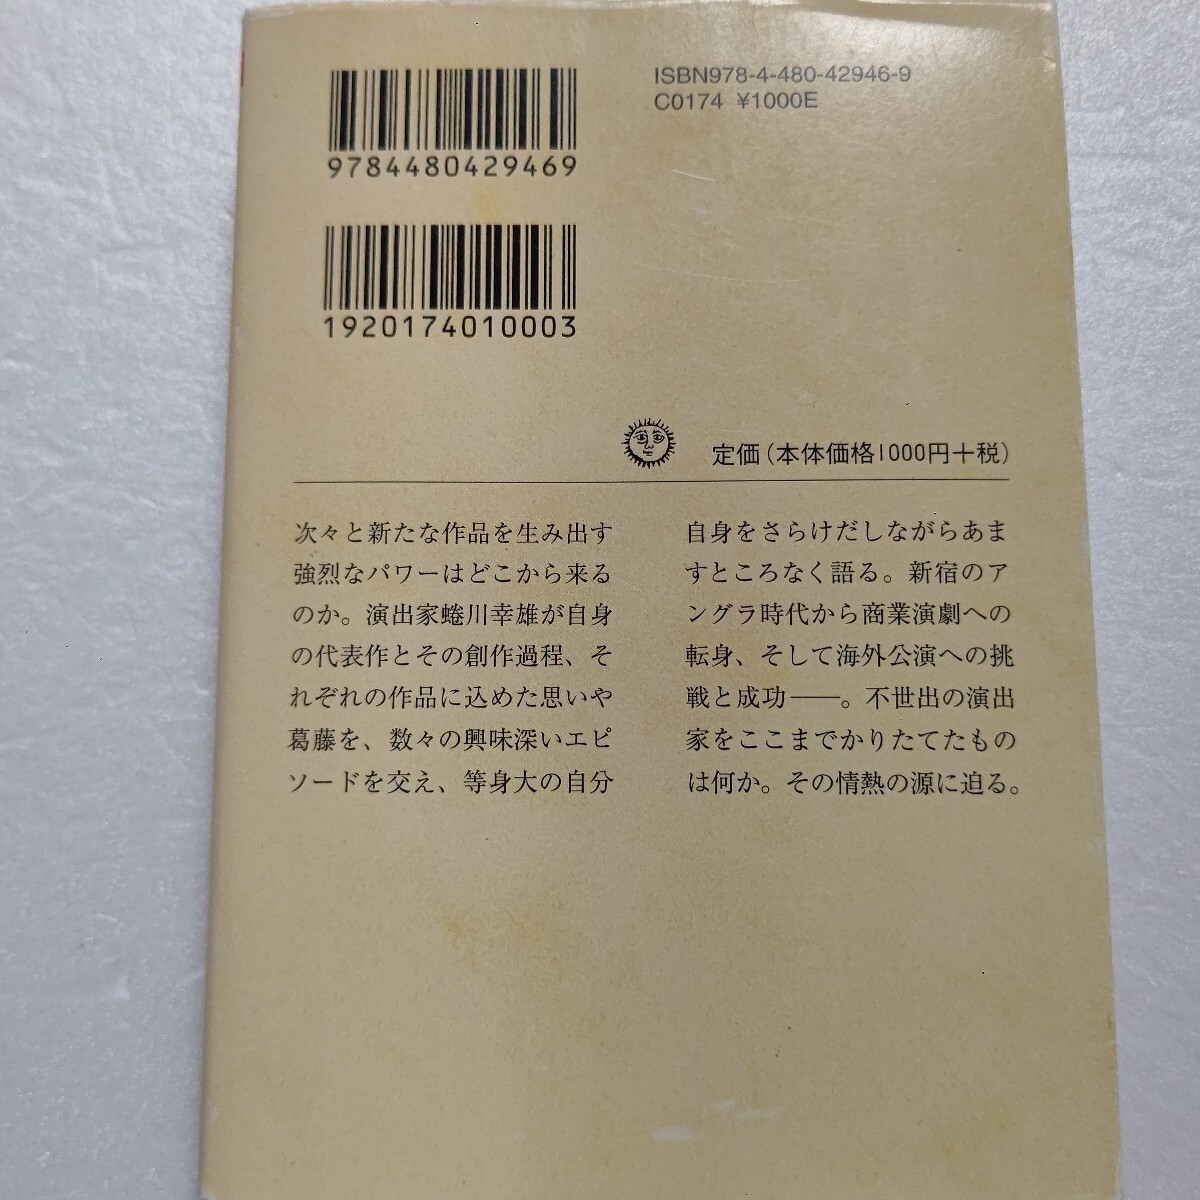 9784480429469
ISBN978-4-480-42946-9
C0174 ¥1000E
1920174010003
定価(本体価格1000円+税)
次々と新たな作品を生み出す
強烈なパワーはどこから来る
のか。演出家蜷川幸雄が自身
の代表作とその創作過程、そ
れぞれの作品に込めた思いや
葛藤を、数々の興味深いエピ
ソードを交え、等身大の自分
自身をさらけだしながらあま
すところなく語る。新宿のア
ングラ時代から商業演劇への
転身、そして海外公演への挑
戦と成功――。不世出の演出
家をここまでかりたてたもの
は何か。その情熱の源に迫る。